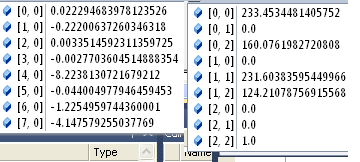 [0, 0] 0.022294683978123526
[1, 0] -0.22200637260346318
[2, 0] 0.0033514592311359725
[3, 0] -0.0027703604514888354
[4, 0] -8.2238130721679212
[5, 0] -0.044004977946459453
[6, 0] -1.2254959744360001
[7, 0] -4.147579255037769
Type
[0, 0] 233.4534481405752
[0, 1] 0.0
[0, 2] 160.0761982720808
[1, 0] 0.0
[1, 1] 231.60383595449966
[1, 2] 124.21078756915568
[2, 0] 0.0
[2, 1] 0.0
[2, 2] 1.0
Name